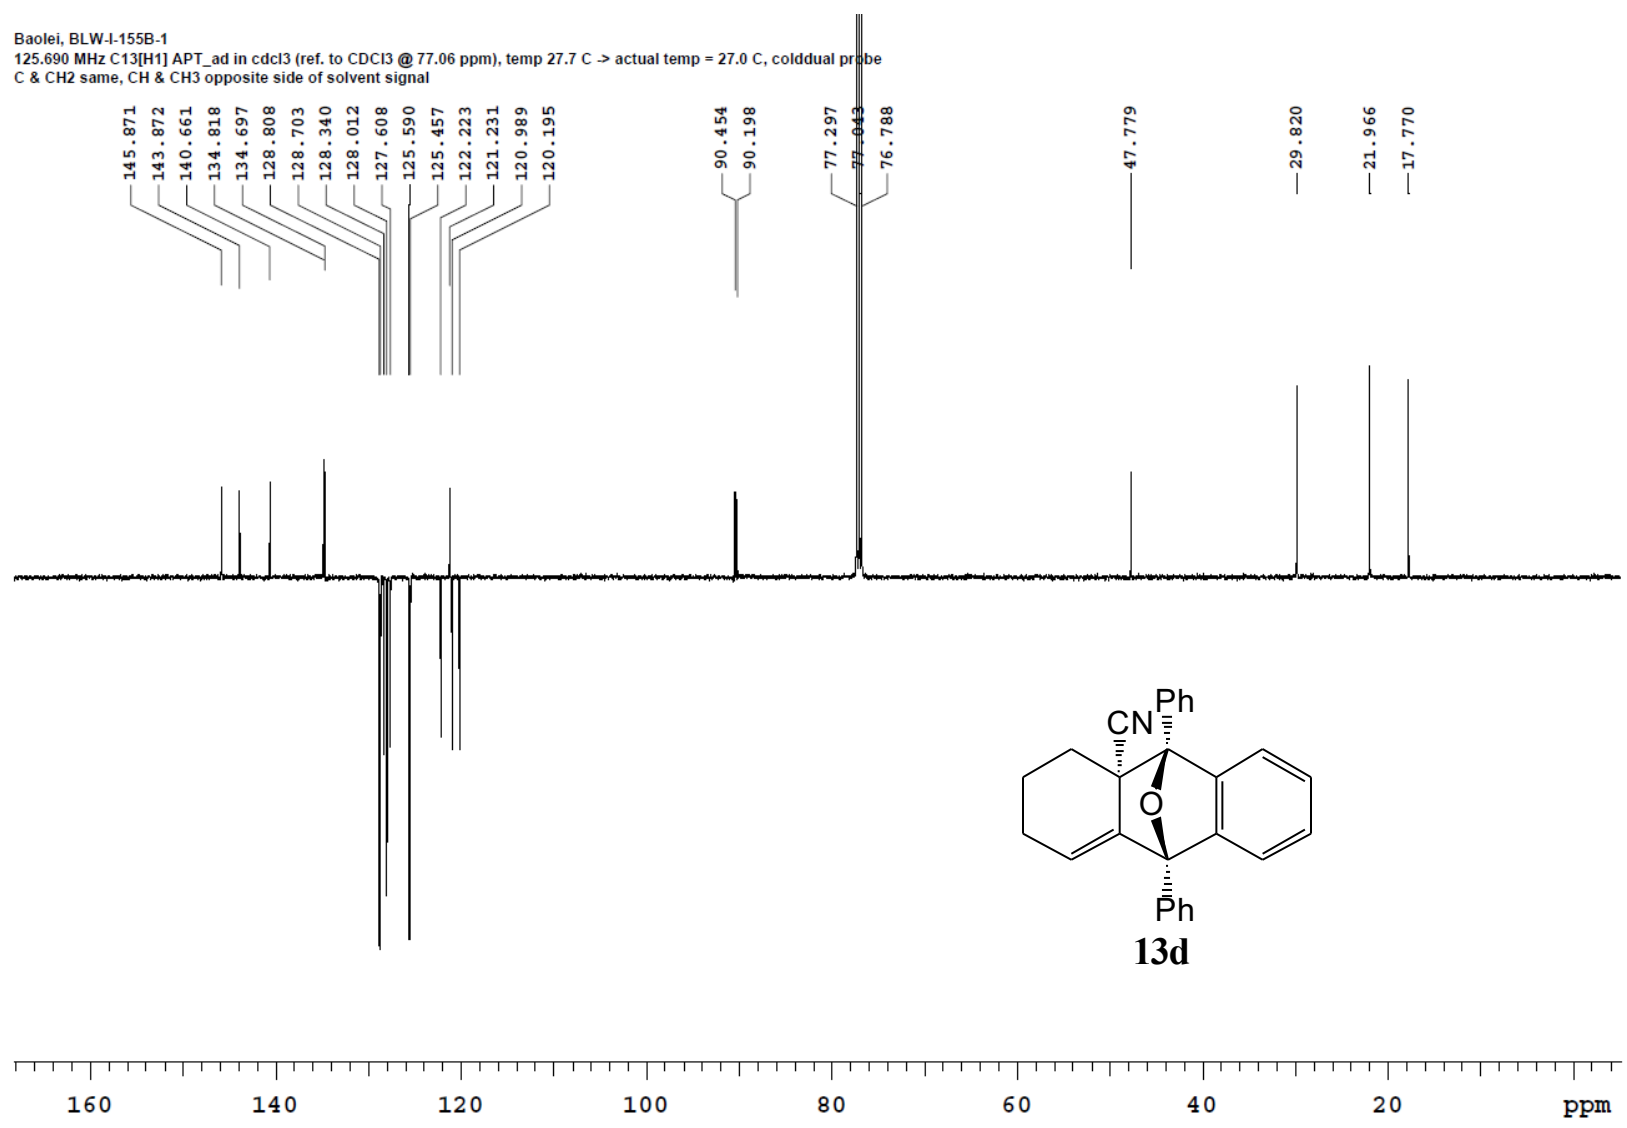 Baolei, BLW-I-155B-1
125.690 MHz C13[H1] APT_ad in cdcl3 (ref. to CDCl3 @ 77.06 ppm), temp 27.7 C -> actual temp = 27.0 C, colddual probe
C & CH2 same, CH & CH3 opposite side of solvent signal
145.871
143.872
140.661
134.818
134.697
128.808
128.703
128.340
128.012
127.608
125.590
125.457
122.223
121.231
120.989
120.195
90.454
90.198
77.297
77.043
76.788
47.779
29.820
21.966
17.770
Ph
CN
O
Ph
13d
160 140 120 100 80 60 40 20 ppm